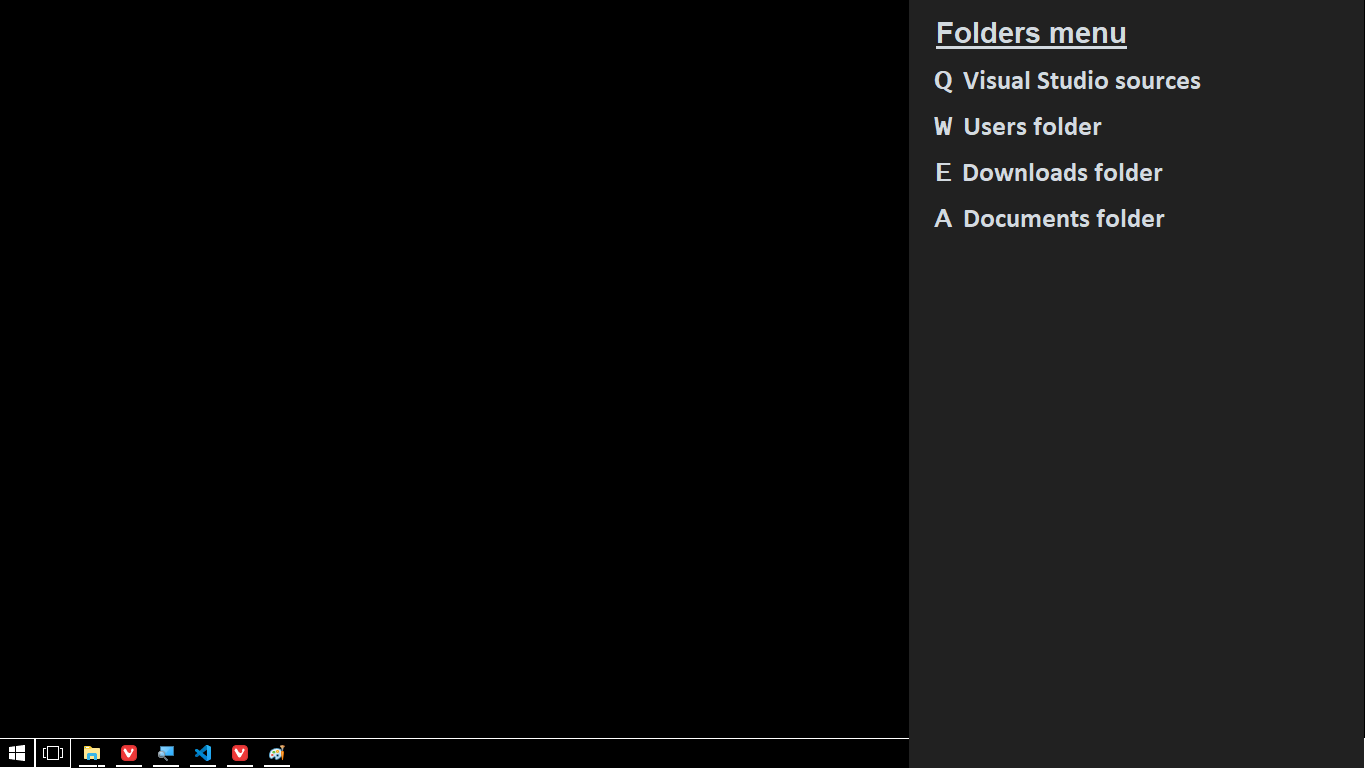 Folders menu
Q Visual Studio sources
W Users folder
E Downloads folder
A Documents folder